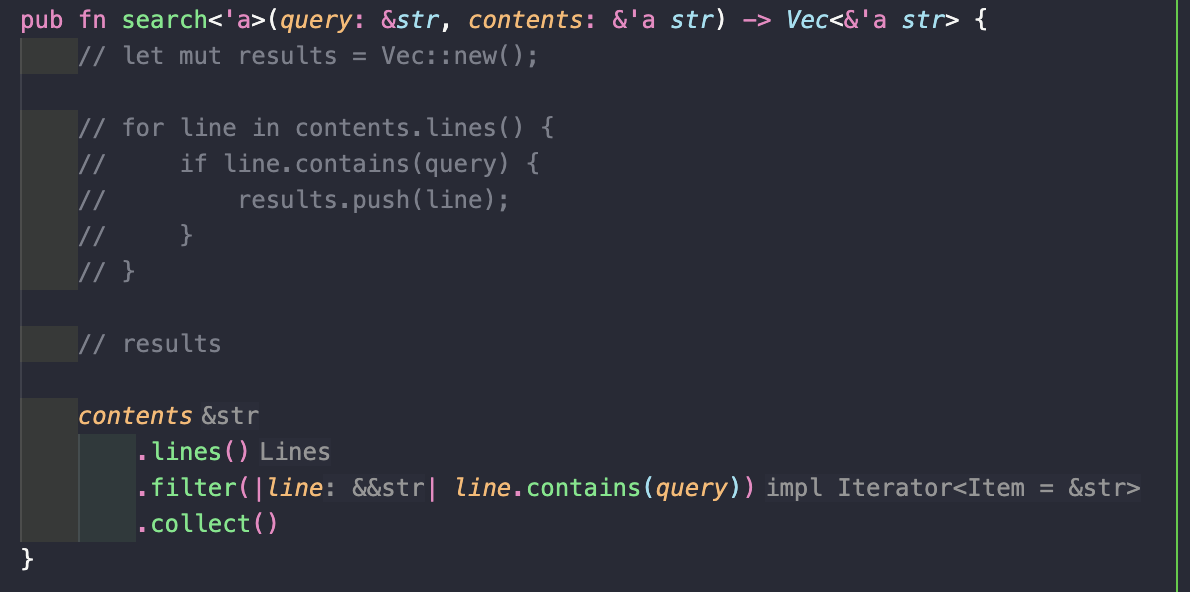 pub fn search<'a>(query: &str, contents: &'a str) -> Vec<&'a str> {
    // let mut results = Vec::new();

    // for line in contents.lines() {
    //     if line.contains(query) {
    //         results.push(line);
    //     }
    // }

    // results

    contents &str
        .lines() Lines
        .filter(|line: &&str| line.contains(query)) impl Iterator<Item = &str>
        .collect()
}